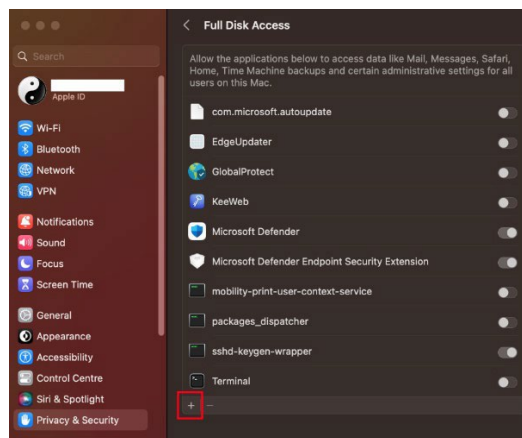 Full Disk Access
Search
Apple ID
Wi-Fi
Bluetooth
Network
VPN
Notifications
Sound
Focus
Screen Time
General
Appearance
Accessibility
Control Centre
Siri & Spotlight
Privacy & Security
Allow the applications below to access data like Mail, Messages, Safari,
Home, Time Machine backups and certain administrative settings for all
users on this Mac.
com.microsoft.autoupdate
EdgeUpdater
GlobalProtect
KeeWeb
Microsoft Defender
Microsoft Defender Endpoint Security Extension
mobility-print-user-context-service
packages_dispatcher
sshd-keygen-wrapper
Terminal
+ −